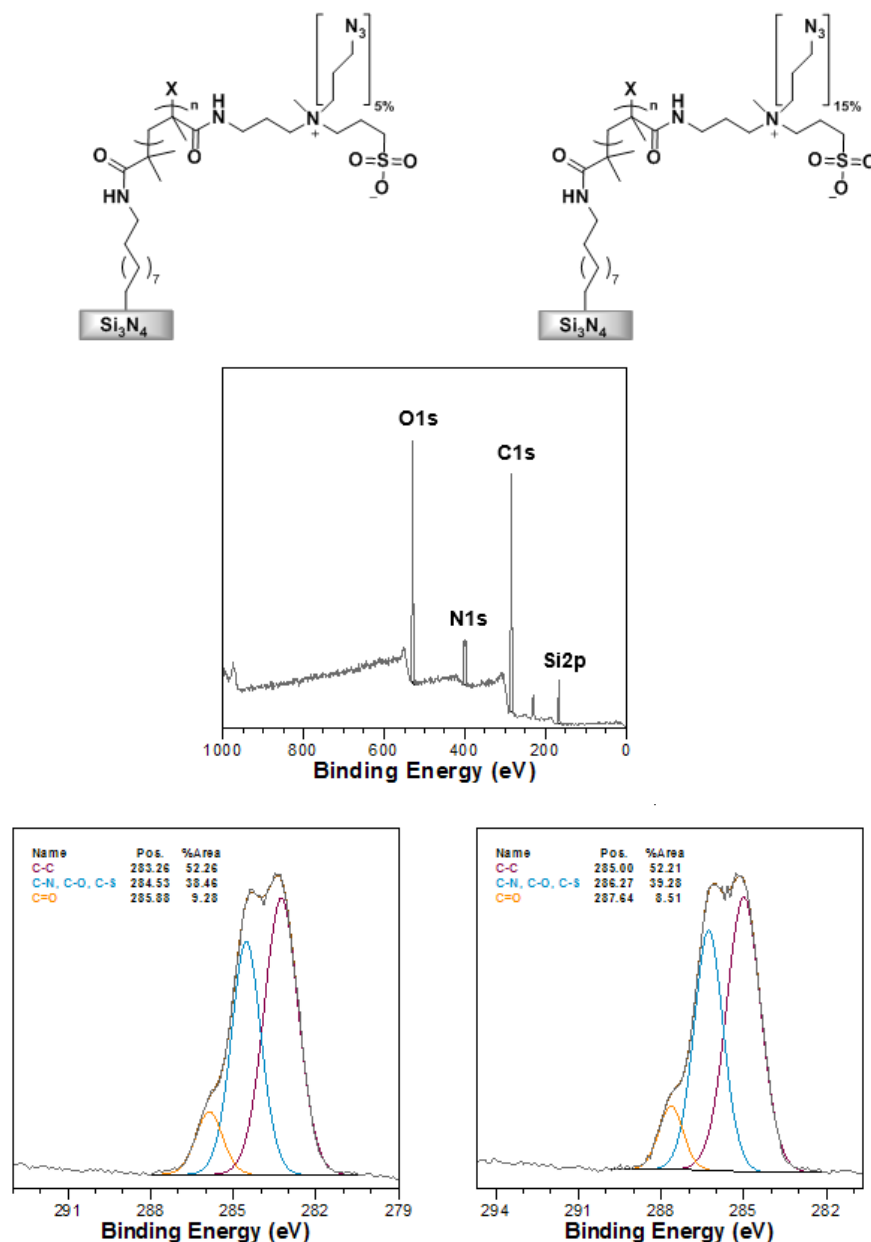 N3
5%
X
n
H
N
N
+
O
O
O=S=O
O
−
HN
( )7
Si3N4
N3
15%
X
n
H
N
N
+
O
O
O=S=O
O
−
HN
( )7
Si3N4
O1s
C1s
N1s
Si2p
1000 800 600 400 200 0
Binding Energy (eV)
Name Pos. %Area
C-C 283.26 52.26
C-N, C-O, C-S 284.53 38.46
C=O 285.88 9.28
291 288 285 282 279
Binding Energy (eV)
Name Pos. %Area
C-C 285.00 52.21
C-N, C-O, C-S 286.27 39.28
C=O 287.64 8.51
294 291 288 285 282
Binding Energy (eV)